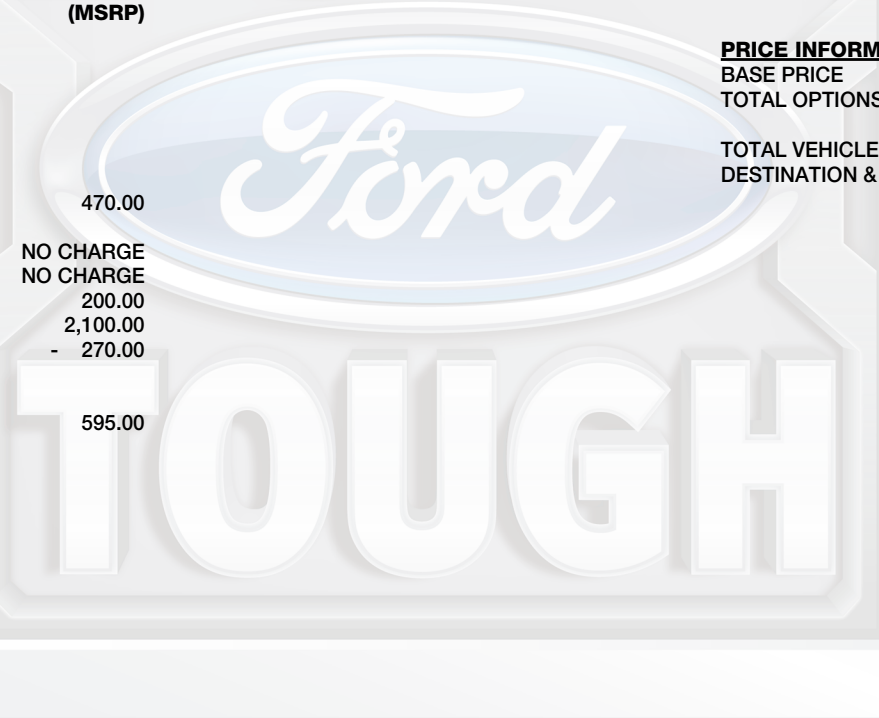 (MSRP)
470.00
NO CHARGE
NO CHARGE
200.00
2,100.00
- 270.00
595.00
PRICE INFORM
BASE PRICE
TOTAL OPTIONS
TOTAL VEHICLE
DESTINATION &
Ford
TOUGH